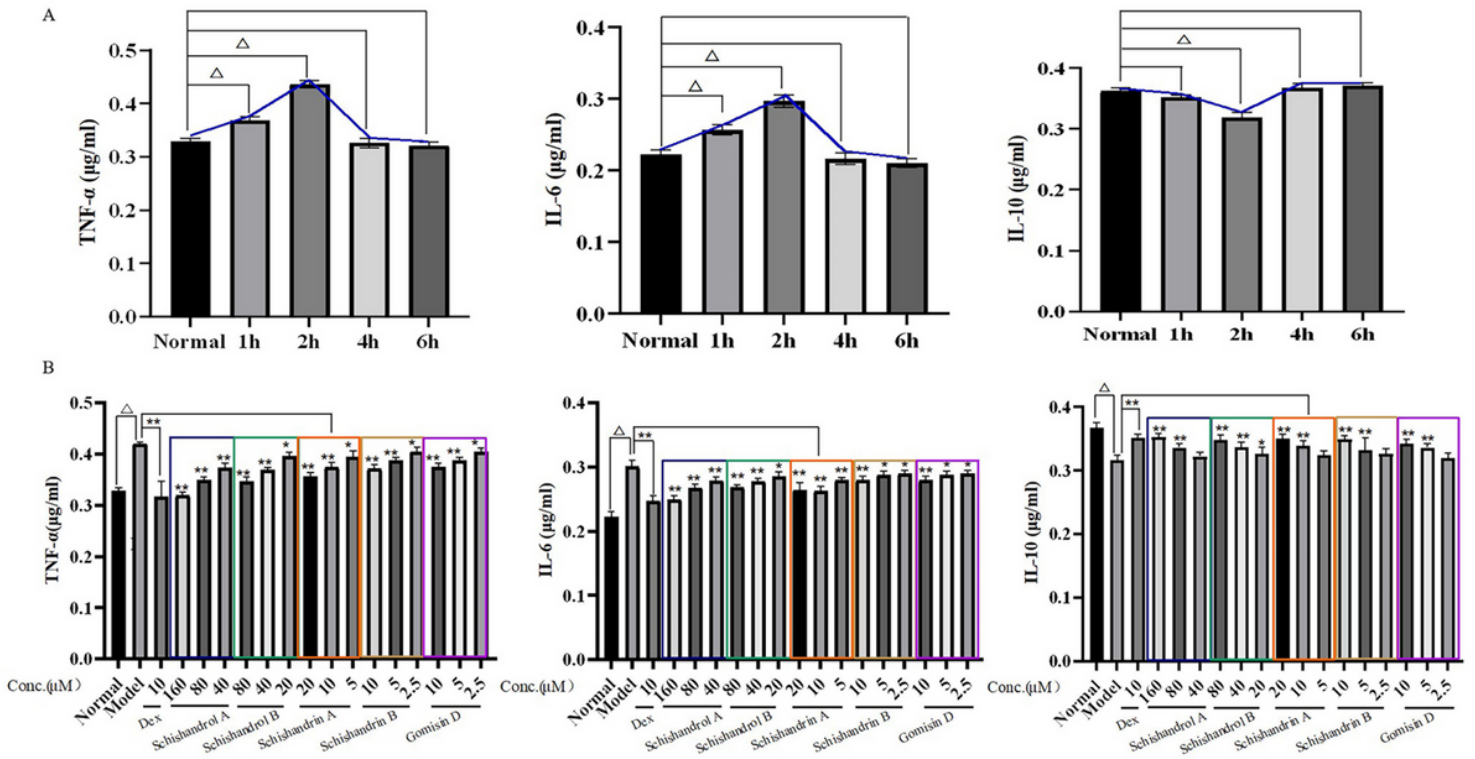 A
TNF-α (μg/ml)
0.5
0.4
0.3
0.2
0.1
0.0
△
△
Normal 1h 2h 4h 6h
IL-6 (μg/ml)
0.4
0.3
0.2
0.1
0.0
△
△
Normal 1h 2h 4h 6h
IL-10 (μg/ml)
0.4
0.3
0.2
0.1
0.0
△
Normal 1h 2h 4h 6h
B
TNF-α(μg/ml)
0.5
0.4
0.3
0.2
0.1
0.0
△ ** ** ** ** ** ** * ** ** * ** ** * ** ** *
Conc.(μM)
Normal Model 10 160 80 40 80 40 20 20 10 5 10 5 2.5 10 5 2.5
Dex Schishandrol A Schishandrol B Schishandrin A Schishandrin B Gomisin D
IL-6 (μg/ml)
0.4
0.3
0.2
0.1
0.0
△ ** ** ** ** ** ** * ** ** ** ** * * ** * *
Conc.(μM)
Normal Model 10 160 80 40 80 40 20 20 10 5 10 5 2.5 10 5 2.5
Dex Schishandrol A Schishandrol B Schishandrin A Schishandrin B Gomisin D
IL-10 (μg/ml)
0.4
0.3
0.2
0.1
0.0
△ ** ** ** ** ** * ** ** ** ** ** **
Conc.(μM)
Normal Model 10 160 80 40 80 40 20 20 10 5 10 5 2.5 10 5 2.5
Dex Schishandrol A Schishandrol B Schishandrin A Schishandrin B Gomisin D